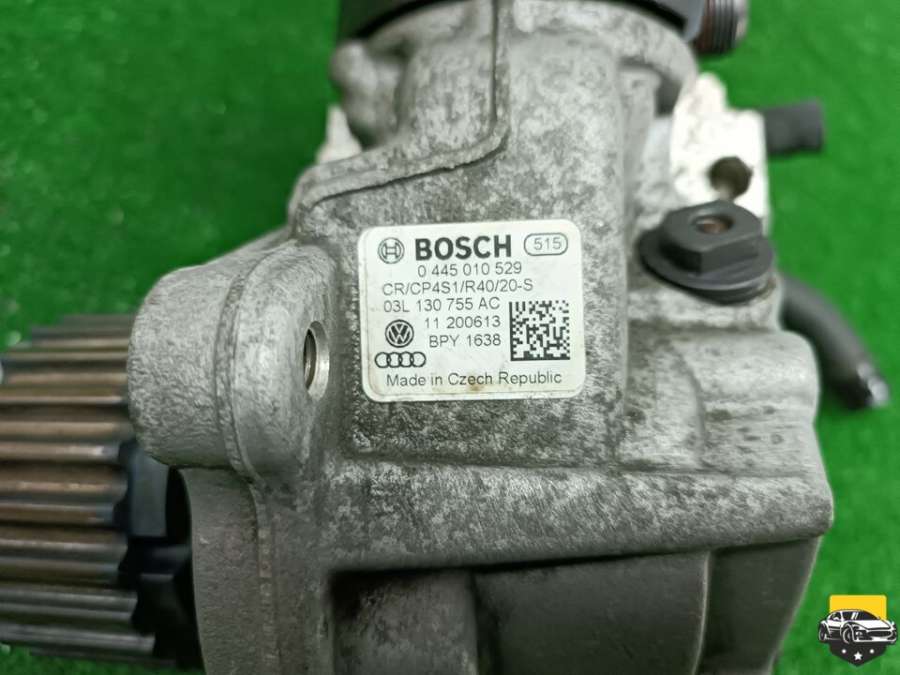 BOSCH 515
0 445 010 529
CR/CP4S1/R40/20-S
03L 130 755 AC
11 200613
BPY 1638
Made in Czech Republic